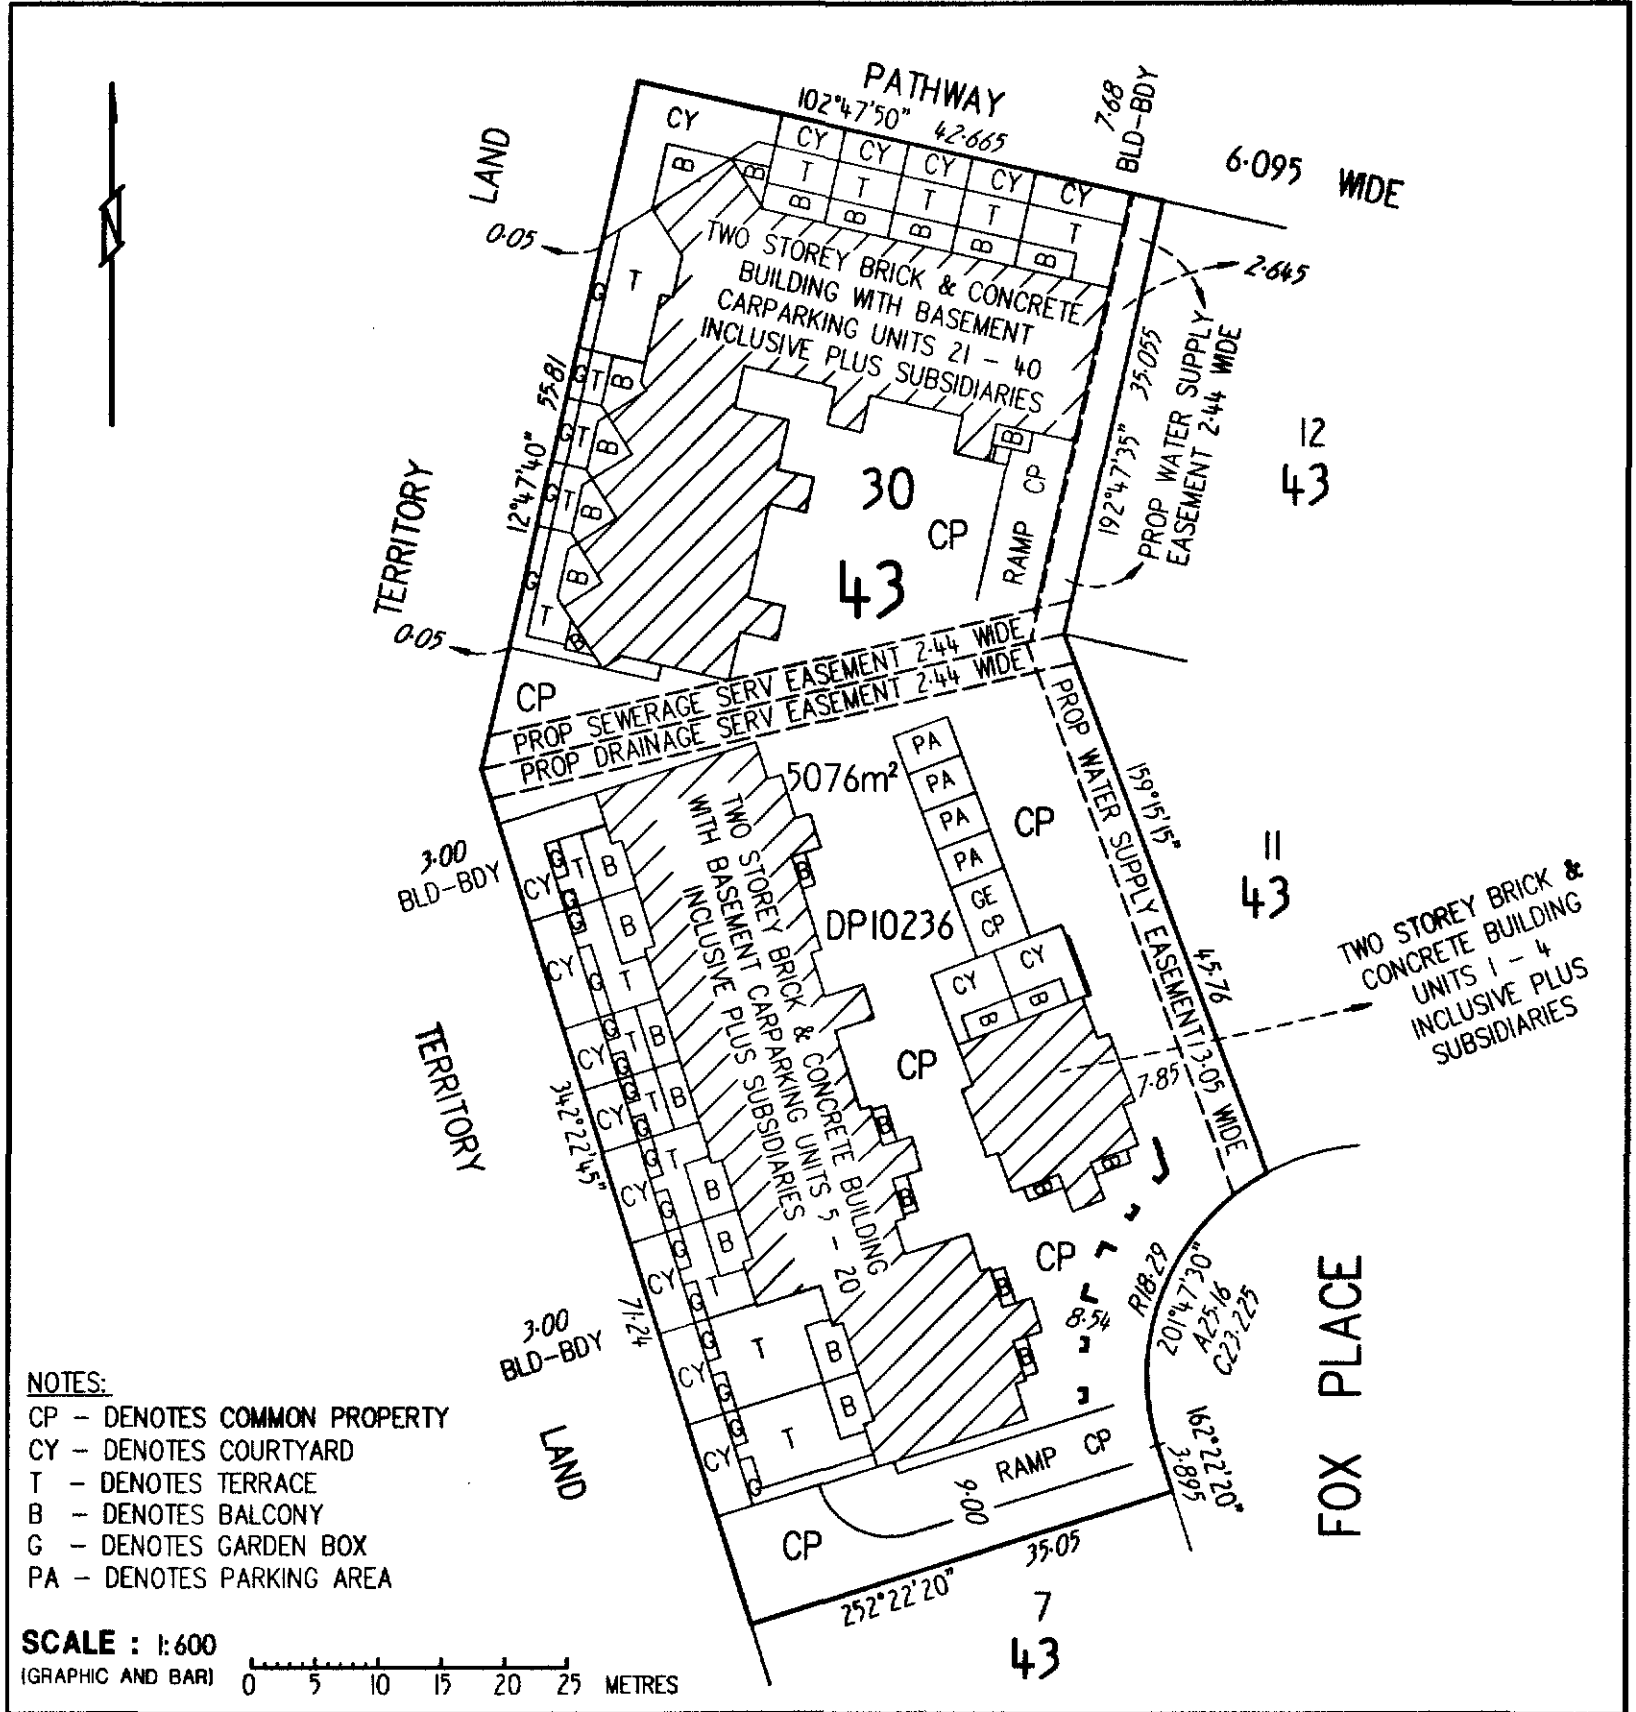 PATHWAY
102°47'50" 42·665
7·68
BLD-BDY
6·095 WIDE
LAND
0·05
CY
CY
CY
CY
CY
CY
T
T
T
T
T
B
B
B
B
B
B
B
TWO STOREY BRICK & CONCRETE
BUILDING WITH BASEMENT
CARPARKING UNITS 21 - 40
INCLUSIVE PLUS SUBSIDIARIES
2·645
192°47'35" 35·055
PROP WATER SUPPLY
EASEMENT 2·44 WIDE
12
43
G
T
G
T
B
G
T
B
G
T
B
G
T
B
B
55·81
12°47'40"
TERRITORY
0·05
30
43
CP
B
RAMP CP
CP
PROP SEWERAGE SERV EASEMENT 2·44 WIDE
PROP DRAINAGE SERV EASEMENT 2·44 WIDE
5076m²
DP10236
PA
PA
PA
PA
GE
CP
CP
PROP WATER SUPPLY EASEMENT 3·05 WIDE
159°15'15"
45·76
11
43
TWO STOREY BRICK &
CONCRETE BUILDING
UNITS 1 - 4
INCLUSIVE PLUS
SUBSIDIARIES
CY
CY
B
B
7·85
B
B
CP
TWO STOREY BRICK & CONCRETE BUILDING
WITH BASEMENT CARPARKING UNITS 5 - 20
INCLUSIVE PLUS SUBSIDIARIES
3·00
BLD-BDY
CY
G
T
B
G
G
B
CY
G
T
CY
G
T
B
G
CY
G
T
B
G
CY
G
T
B
G
CY
G
T
B
G
CY
G
T
B
G
CY
G
T
B
G
B
B
B
B
B
TERRITORY
342°22'45"
71·24
3·00
BLD-BDY
LAND
CP
8·54
R18·29
201°47'30"
A25·16
C23·225
162°22'20"
3·895
FOX PLACE
RAMP CP
9·00
CP
35·05
252°22'20"
7
43
NOTES:
CP - DENOTES COMMON PROPERTY
CY - DENOTES COURTYARD
T - DENOTES TERRACE
B - DENOTES BALCONY
G - DENOTES GARDEN BOX
PA - DENOTES PARKING AREA
SCALE : 1:600
(GRAPHIC AND BAR)
0 5 10 15 20 25 METRES